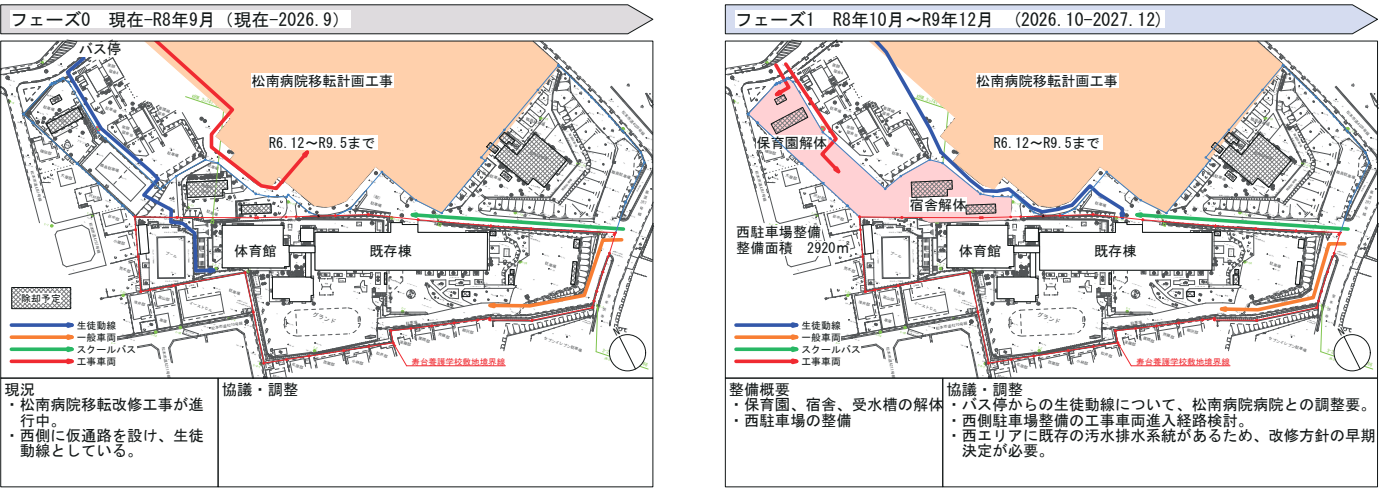 フェーズ0　現在-R8年9月（現在-2026.9）
バス停
松南病院移転計画工事
R6.12～R9.5まで
体育館
既存棟
グランド
除却予定
生徒動線
一般車両
スクールバス
工事車両
寿台養護学校敷地境界線
現況
・松南病院移転改修工事が進
行中。
・西側に仮通路を設け、生徒
動線としている。
協議・調整
フェーズ1　R8年10月～R9年12月　（2026.10-2027.12）
松南病院移転計画工事
保育園解体
R6.12～R9.5まで
宿舎解体
西駐車場整備
整備面積　2920㎡
体育館
既存棟
グランド
生徒動線
一般車両
スクールバス
工事車両
寿台養護学校敷地境界線
整備概要
・保育園、宿舎、受水槽の解体
・西駐車場の整備
協議・調整
・バス停からの生徒動線について、松南病院病院との調整要。
・西側駐車場整備の工事車両進入経路検討。
・西エリアに既存の汚水排水系統があるため、改修方針の早期
決定が必要。